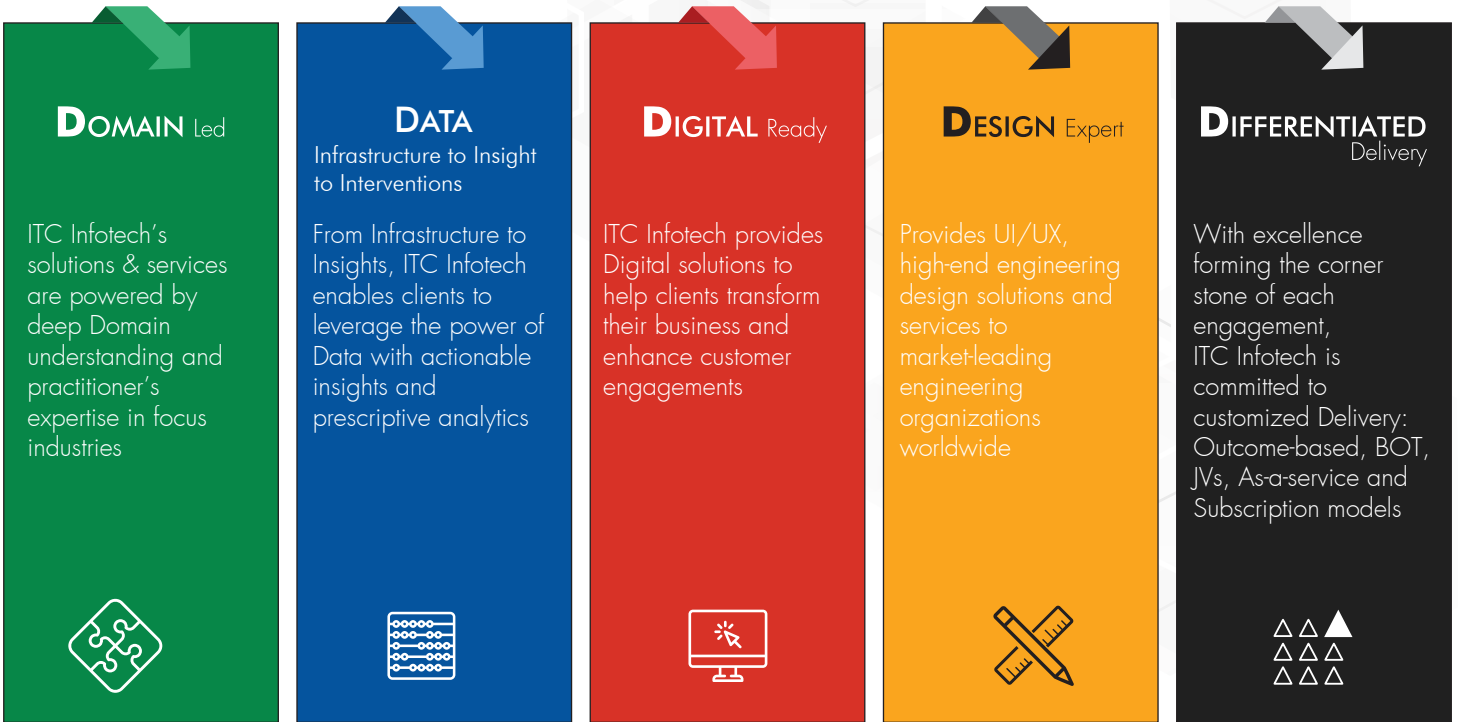 DOMAIN Led
ITC Infotech's
solutions & services
are powered by
deep Domain
understanding and
practitioner's
expertise in focus
industries
DATA
Infrastructure to Insight
to Interventions
From Infrastructure to
Insights, ITC Infotech
enables clients to
leverage the power of
Data with actionable
insights and
prescriptive analytics
DIGITAL Ready
ITC Infotech provides
Digital solutions to
help clients transform
their business and
enhance customer
engagements
DESIGN Expert
Provides UI/UX,
high-end engineering
design solutions and
services to
market-leading
engineering
organizations
worldwide
DIFFERENTIATED
Delivery
With excellence
forming the corner
stone of each
engagement,
ITC Infotech is
committed to
customized Delivery:
Outcome-based, BOT,
JVs, As-a-service and
Subscription models